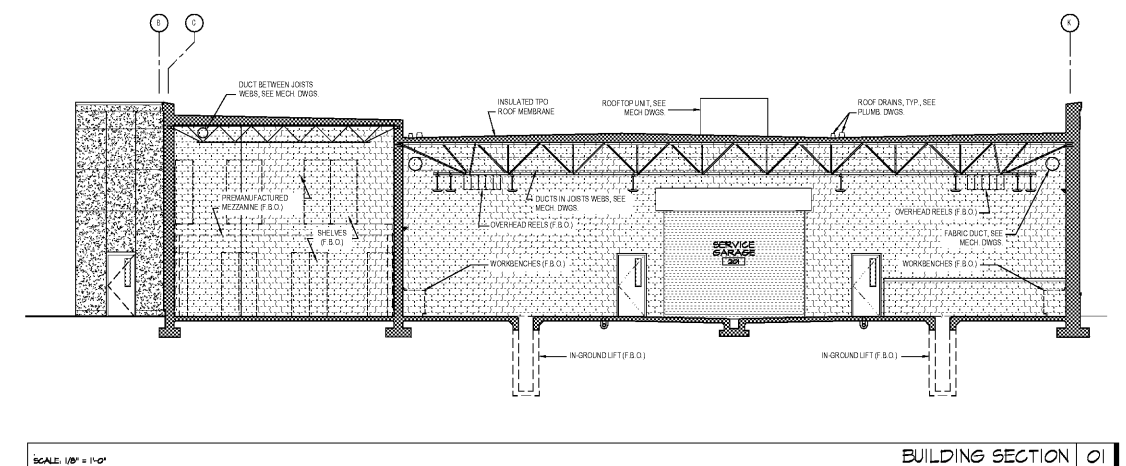 B
C
K
DUCT BETWEEN JOISTS
WEBS, SEE MECH. DWGS.
INSULATED TPO
ROOF MEMBRANE
ROOFTOP UNIT, SEE
MECH DWGS.
ROOF DRAINS, TYP., SEE
PLUMB. DWGS.
PREMANUFACTURED
MEZZANINE (F.B.O.)
SHELVES
(F.B.O.)
DUCTS IN JOISTS WEBS, SEE
MECH. DWGS.
OVERHEAD REELS (F.B.O.)
OVERHEAD REELS (F.B.O.)
FABRIC DUCT, SEE
MECH. DWGS.
SERVICE
GARAGE
201
WORKBENCHES (F.B.O.)
WORKBENCHES (F.B.O.)
IN-GROUND LIFT (F.B.O.)
IN-GROUND LIFT (F.B.O.)
SCALE: 1/8" = 1'-0"
BUILDING SECTION 01